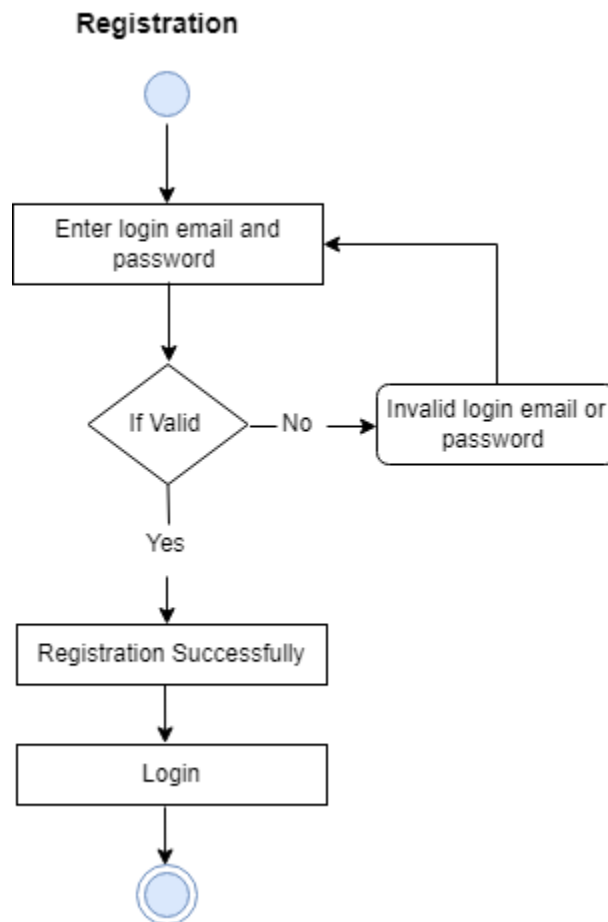 Registration
Enter login email and
password
If Valid
No
Invalid login email or
password
Yes
Registration Successfully
Login